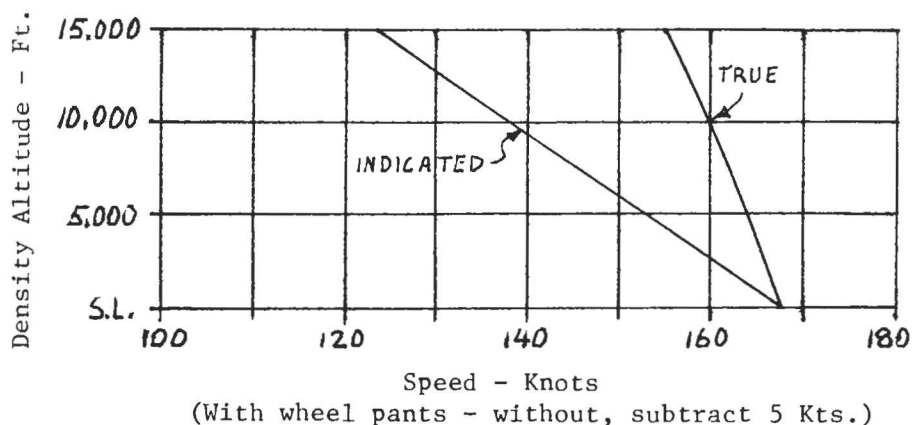 Density Altitude - Ft.
15,000
10,000
5,000
S.L.
TRUE
INDICATED
100 120 140 160 180
Speed - Knots
(With wheel pants - without, subtract 5 Kts.)